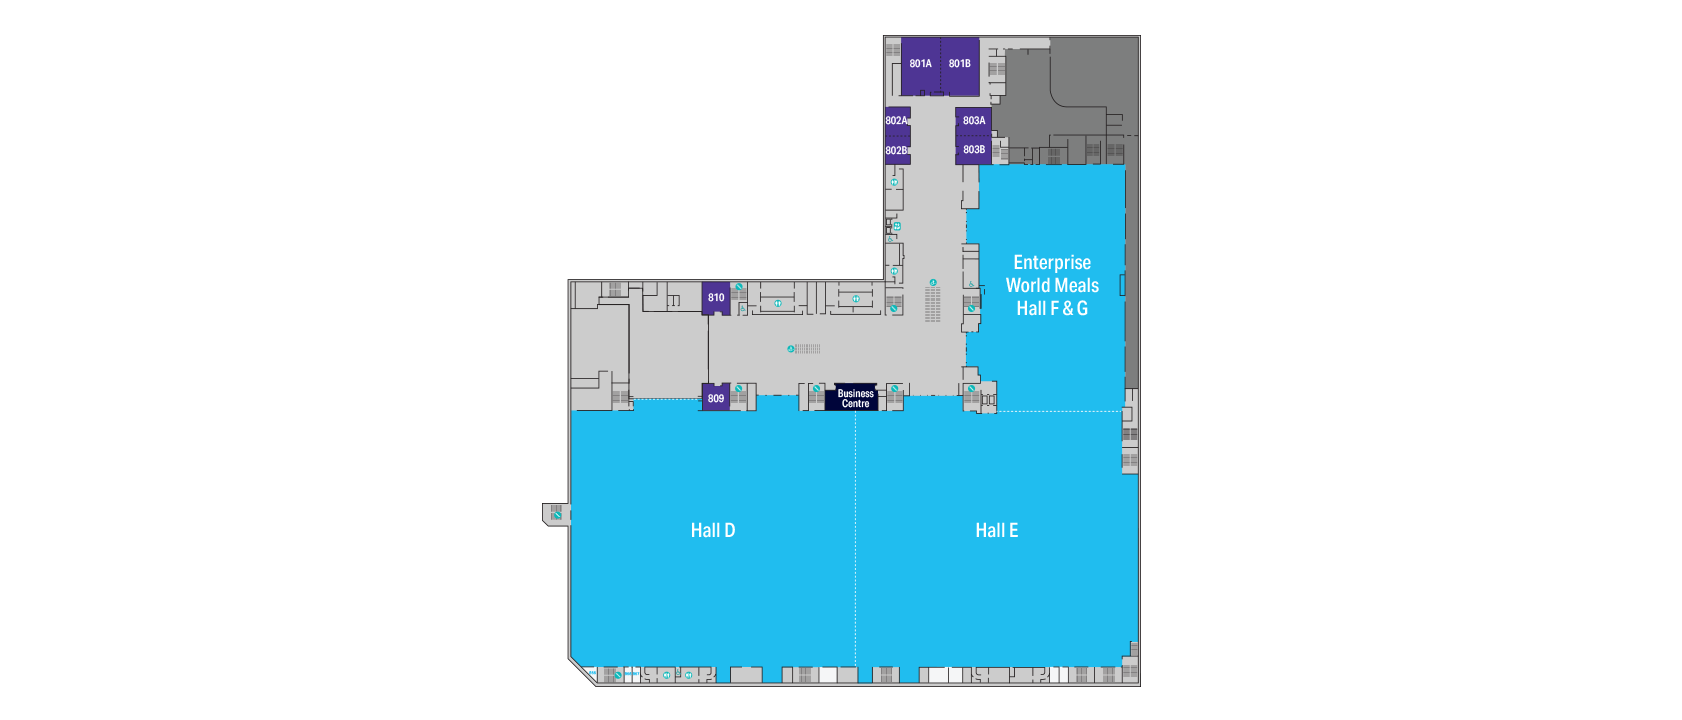 801A
801B
802A
803A
802B
803B
Enterprise
World Meals
Hall F & G
810
809
Business
Centre
Hall D
Hall E